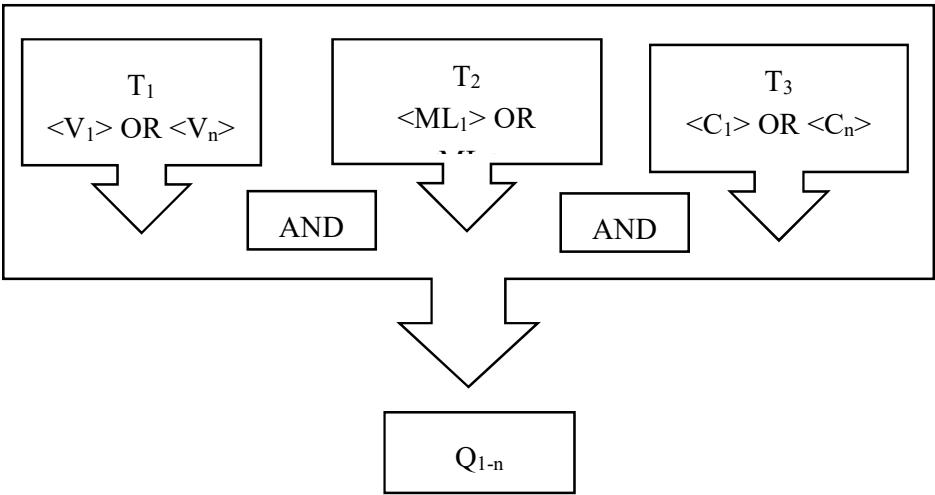 T₁
<V₁> OR <Vₙ>
T₂
<ML₁> OR
T₃
<C₁> OR <Cₙ>
AND
AND
Q₁₋ₙ